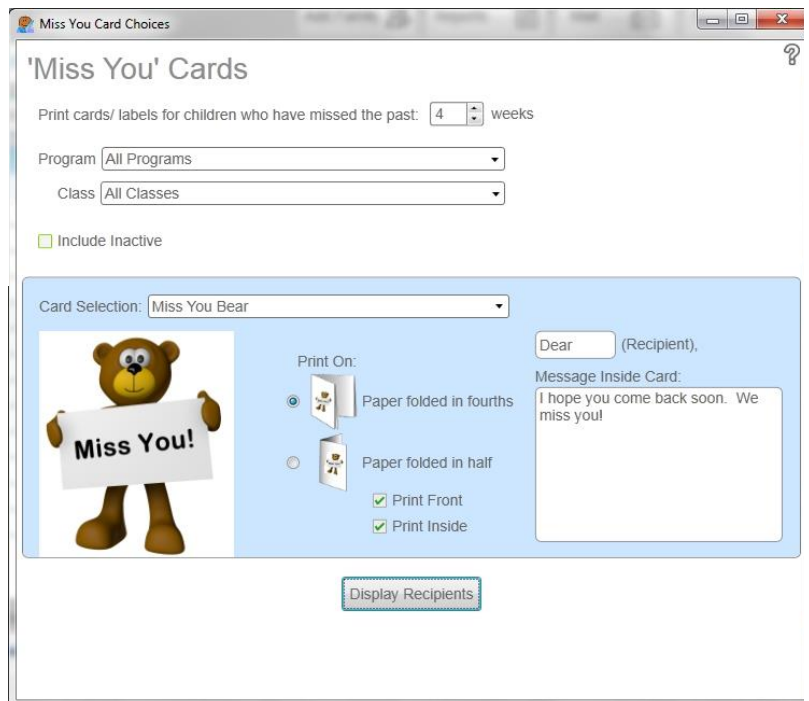 Miss You Card Choices
'Miss You' Cards
Print cards/ labels for children who have missed the past: 4 weeks
Program All Programs
Class All Classes
Include Inactive
Card Selection: Miss You Bear
Miss You!
Print On:
Paper folded in fourths
Paper folded in half
Print Front
Print Inside
Dear (Recipient),
Message Inside Card:
I hope you come back soon.  We
miss you!
Display Recipients